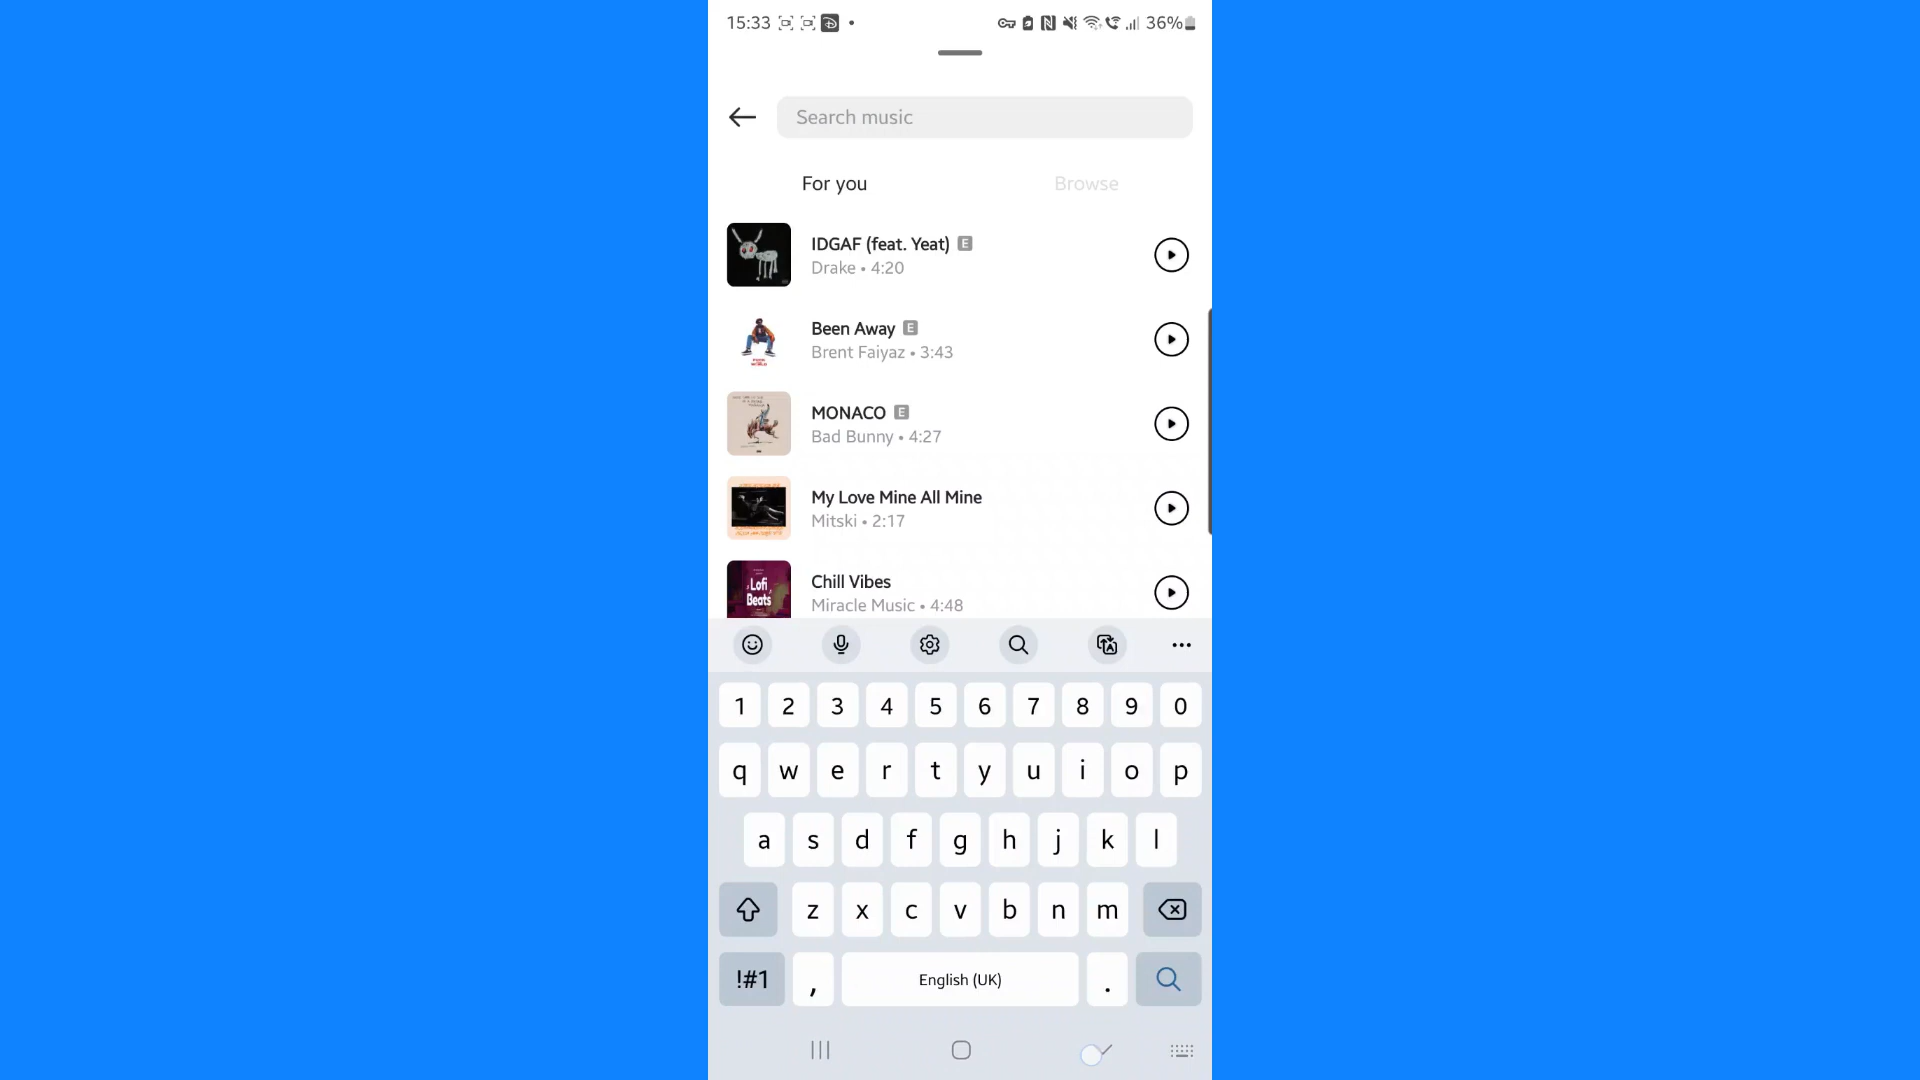 15:33
36%
Search music
For you
Browse
IDGAF (feat. Yeat) E
Drake • 4:20
Been Away E
Brent Faiyaz • 3:43
MONACO E
Bad Bunny • 4:27
My Love Mine All Mine
Mitski • 2:17
Lofi
Beats
Chill Vibes
Miracle Music • 4:48
1 2 3 4 5 6 7 8 9 0
q w e r t y u i o p
a s d f g h j k l
z x c v b n m
!#1 , English (UK) .